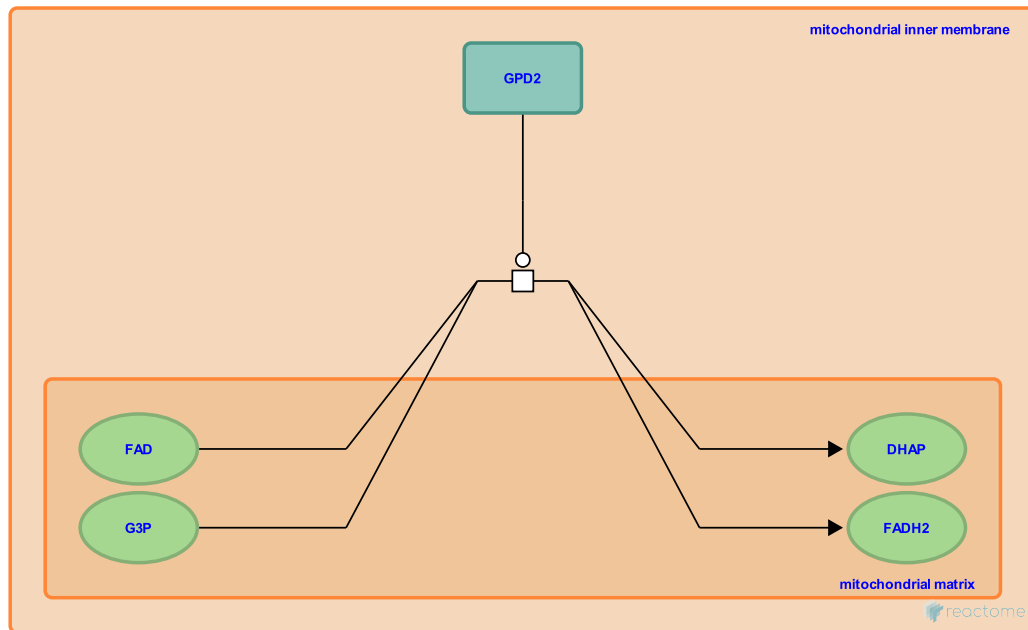 mitochondrial inner membrane
GPD2
FAD
DHAP
G3P
FADH2
mitochondrial matrix
reactome